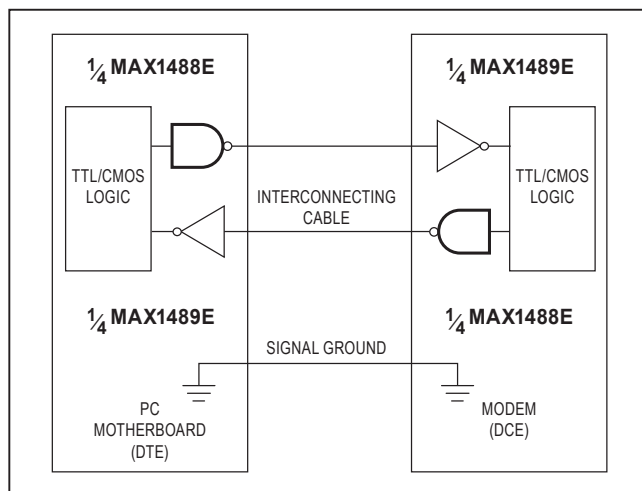 ¼ MAX1488E
¼ MAX1489E
TTL/CMOS
LOGIC
TTL/CMOS
LOGIC
INTERCONNECTING
CABLE
¼ MAX1489E
¼ MAX1488E
SIGNAL GROUND
PC
MOTHERBOARD
(DTE)
MODEM
(DCE)